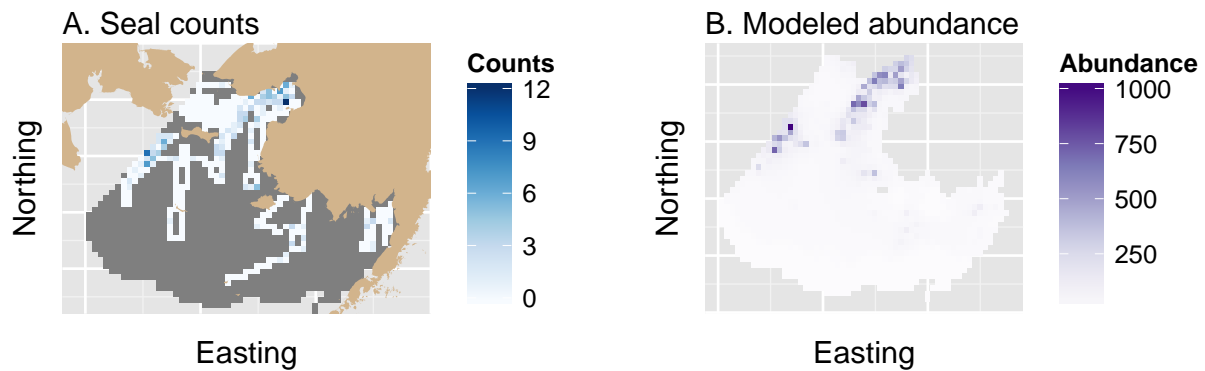 A. Seal counts
Northing
Easting
Counts
12
9
6
3
0
B. Modeled abundance
Northing
Easting
Abundance
1000
750
500
250